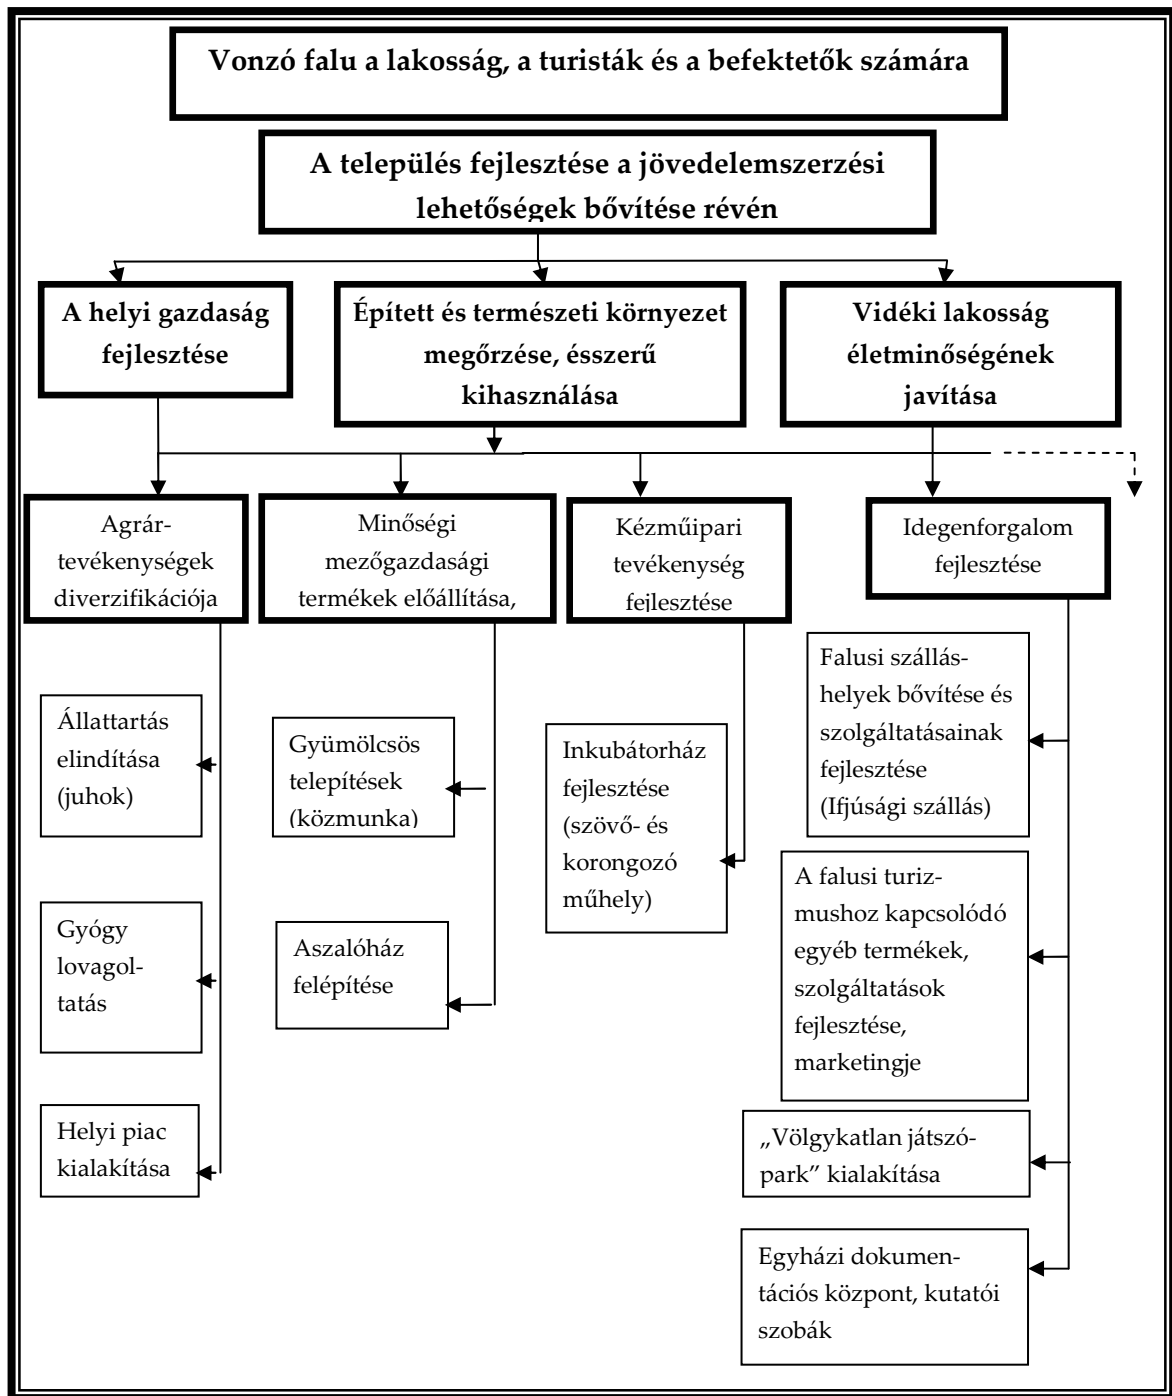 Vonzó falu a lakosság, a turisták és a befektetők számára
A település fejlesztése a jövedelemszerzési
lehetőségek bővítése révén
A helyi gazdaság
fejlesztése
Épített és természeti környezet
megőrzése, ésszerű
kihasználása
Vidéki lakosság
életminőségének
javítása
Agrár-
tevékenységek
diverzifikációja
Minőségi
mezőgazdasági
termékek előállítása,
Kézműipari
tevékenység
fejlesztése
Idegenforgalom
fejlesztése
Állattartás
elindítása
(juhok)
Gyógy
lovagol-
tatás
Helyi piac
kialakítása
Gyümölcsös
telepítések
(közmunka)
Aszalóház
felépítése
Inkubátorház
fejlesztése
(szövő- és
korongozó
műhely)
Falusi szállás-
helyek bővítése és
szolgáltatásainak
fejlesztése
(Ifjúsági szállás)
A falusi turiz-
mushoz kapcsolódó
egyéb termékek,
szolgáltatások
fejlesztése,
marketingje
„Völgykatlan játszó-
park” kialakítása
Egyházi dokumen-
tációs központ, kutatói
szobák